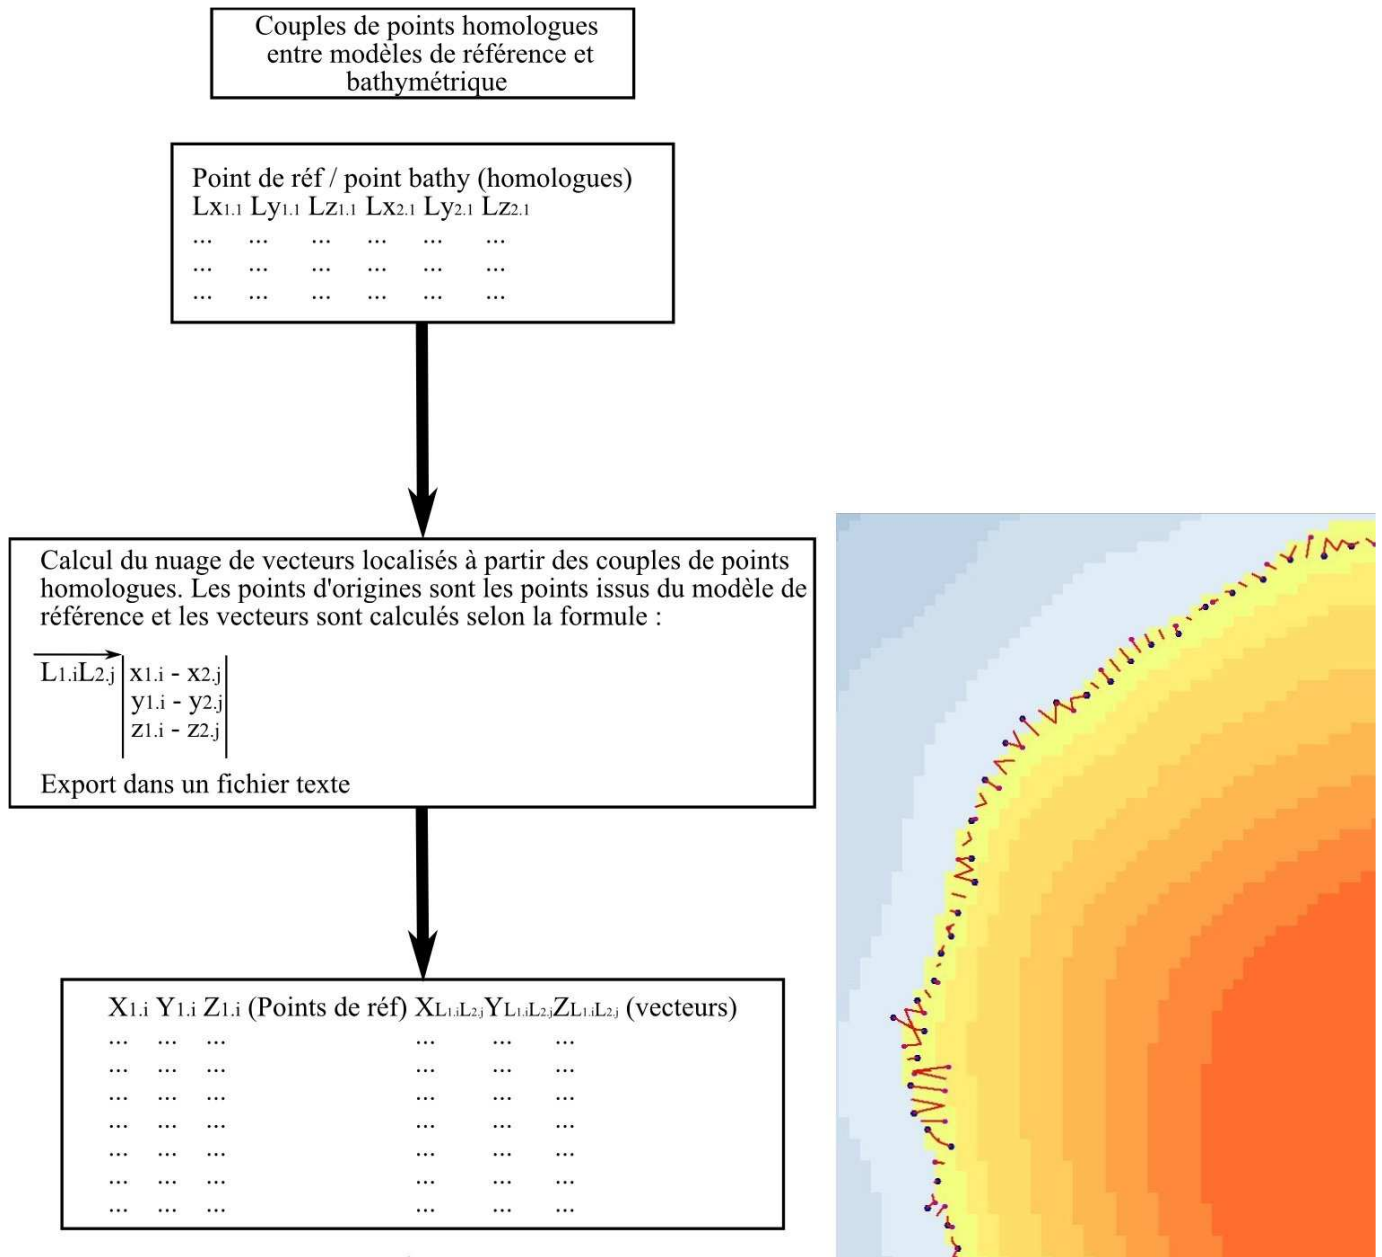 Couples de points homologues
entre modèles de référence et
bathymétrique
Point de réf / point bathy (homologues)
Lx1.1 Ly1.1 Lz1.1 Lx2.1 Ly2.1 Lz2.1
... ... ... ... ... ...
... ... ... ... ... ...
... ... ... ... ... ...
Calcul du nuage de vecteurs localisés à partir des couples de points
homologues. Les points d'origines sont les points issus du modèle de
référence et les vecteurs sont calculés selon la formule :
L1.iL2.j x1.i - x2.j
y1.i - y2.j
z1.i - z2.j
Export dans un fichier texte
X1.i Y1.i Z1.i (Points de réf) XL1.iL2.jYL1.iL2.jZL1.iL2.j (vecteurs)
... ... ... ... ... ...
... ... ... ... ... ...
... ... ... ... ... ...
... ... ... ... ... ...
... ... ... ... ... ...
... ... ... ... ... ...
... ... ... ... ... ...